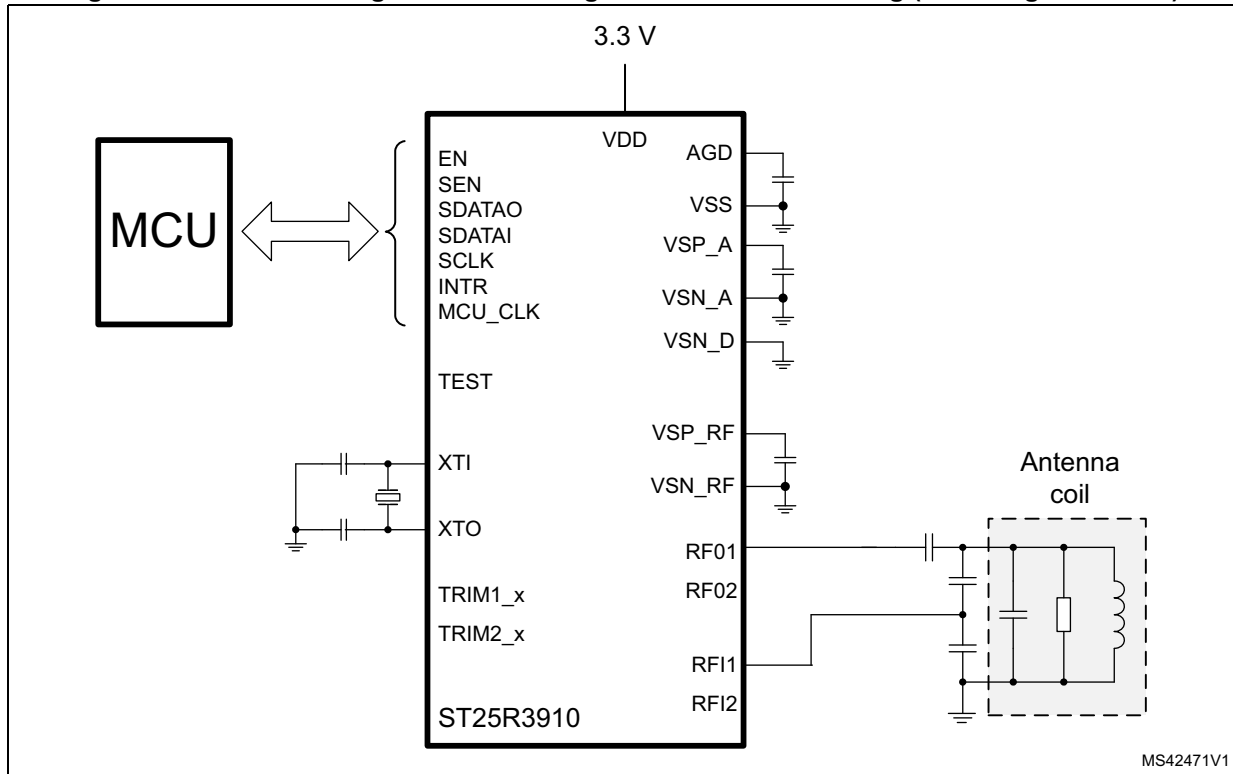 3.3 V
MCU
EN
SEN
SDATAO
SDATAI
SCLK
INTR
MCU_CLK
TEST
XTI
XTO
TRIM1_x
TRIM2_x
ST25R3910
VDD
AGD
VSS
VSP_A
VSN_A
VSN_D
VSP_RF
VSN_RF
RF01
RF02
RFI1
RFI2
Antenna
coil
MS42471V1